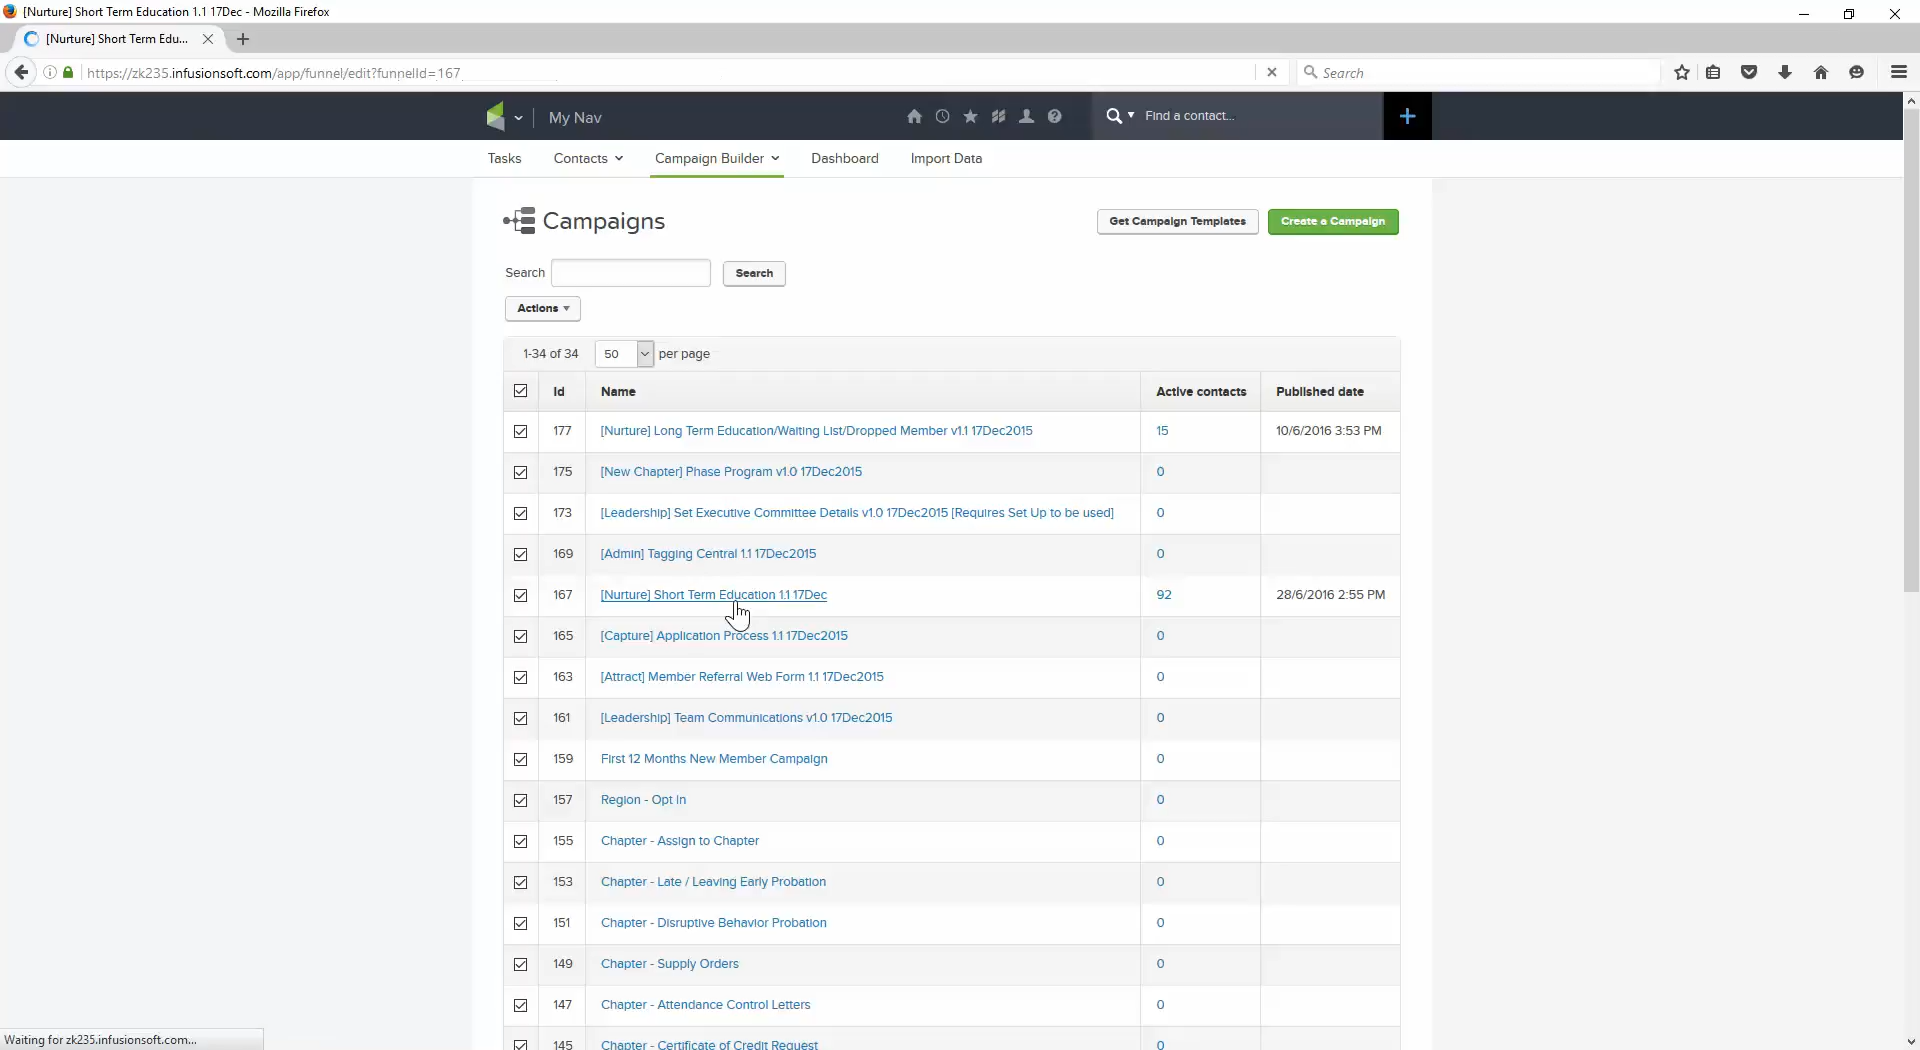 [Nurture] Short Term Education 1.1 17Dec - Mozilla Firefox
[Nurture] Short Term Edu...
https://zk235.infusionsoft.com/app/funnel/edit?funnelId=167
Search
My Nav
Find a contact...
Tasks Contacts Campaign Builder Dashboard Import Data
Campaigns
Get Campaign Templates
Create a Campaign
Search
Search
Actions
1-34 of 34 50 per page
Id Name Active contacts Published date
177 [Nurture] Long Term Education/Waiting List/Dropped Member v1.1 17Dec2015 15 10/6/2016 3:53 PM
175 [New Chapter] Phase Program v1.0 17Dec2015 0
173 [Leadership] Set Executive Committee Details v1.0 17Dec2015 [Requires Set Up to be used] 0
169 [Admin] Tagging Central 1.1 17Dec2015 0
167 [Nurture] Short Term Education 1.1 17Dec 92 28/6/2016 2:55 PM
165 [Capture] Application Process 1.1 17Dec2015 0
163 [Attract] Member Referral Web Form 1.1 17Dec2015 0
161 [Leadership] Team Communications v1.0 17Dec2015 0
159 First 12 Months New Member Campaign 0
157 Region - Opt In 0
155 Chapter - Assign to Chapter 0
153 Chapter - Late / Leaving Early Probation 0
151 Chapter - Disruptive Behavior Probation 0
149 Chapter - Supply Orders 0
147 Chapter - Attendance Control Letters 0
145 Chapter - Certificate of Credit Request 0
Waiting for zk235.infusionsoft.com...